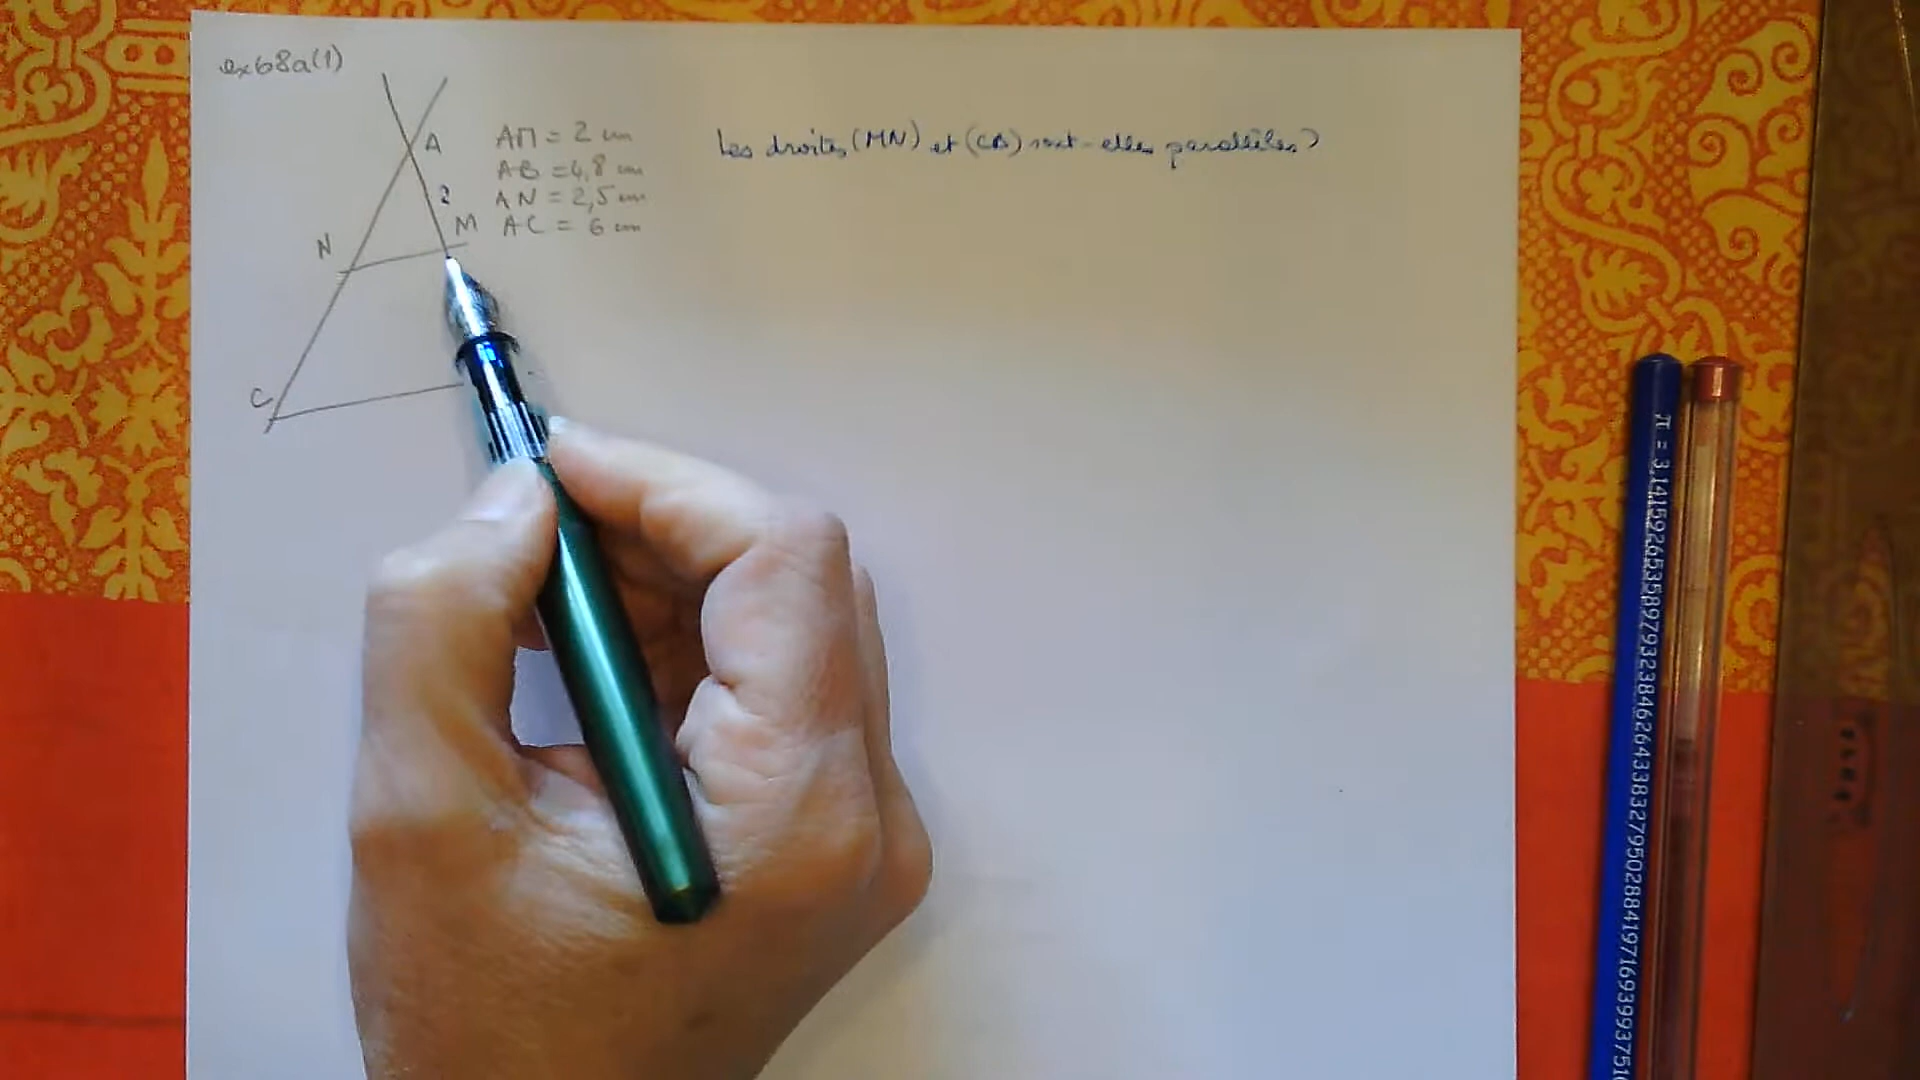 ex68a(1)
A
AM = 2 cm
Les droites (MN) et (CB) sont-elles parallèles ?
AB = 4,8 cm
2
AN = 2,5 cm
M
AC = 6 cm
N
C
π = 3,14159265358979323846264338327950288419716939937510